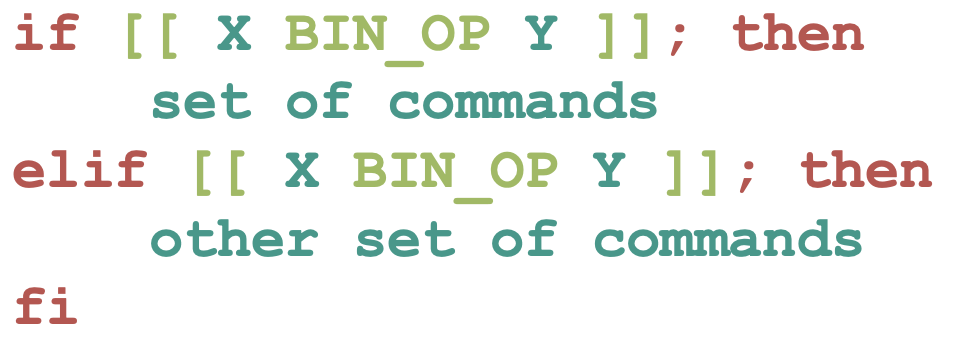 if [[ X BIN_OP Y ]]; then
    set of commands
elif [[ X BIN_OP Y ]]; then
    other set of commands
fi